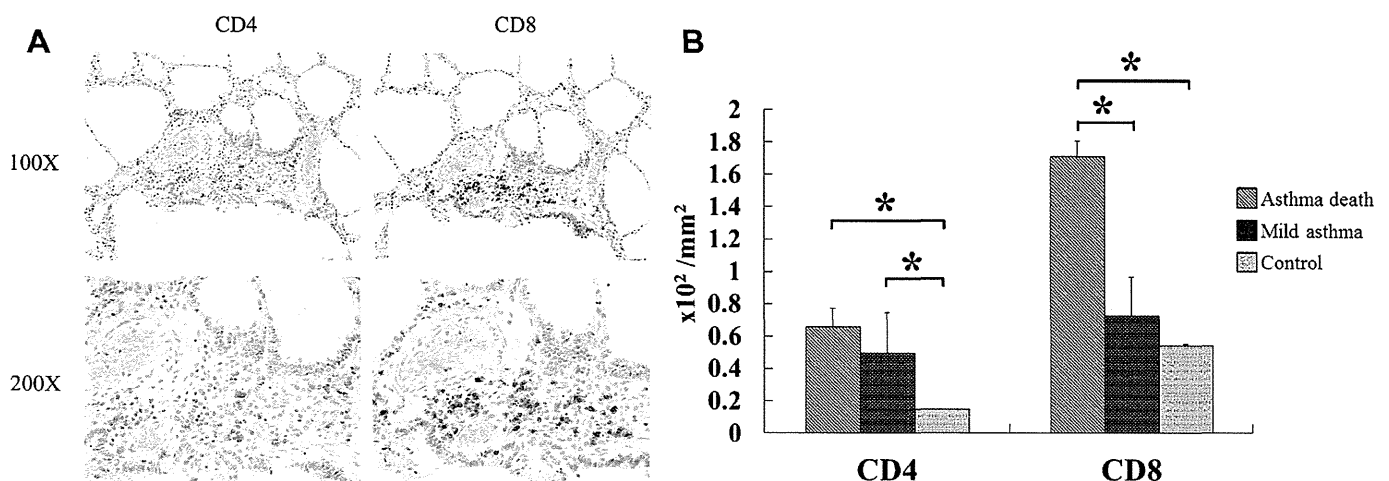 A
CD4
CD8
100X
200X
B
x10² /mm²
2
1.8
1.6
1.4
1.2
1
0.8
0.6
0.4
0.2
0
*
*
*
*
CD4
CD8
Asthma death
Mild asthma
Control